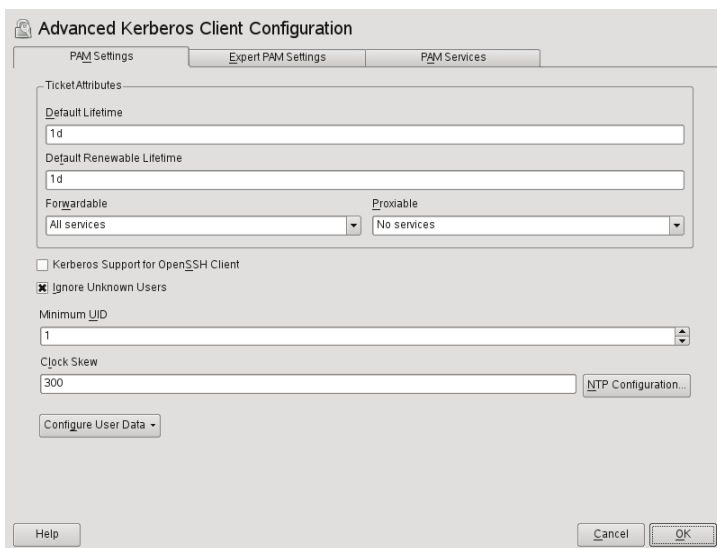 Advanced Kerberos Client Configuration
PAM Settings
Expert PAM Settings
PAM Services
Ticket Attributes
Default Lifetime
1d
Default Renewable Lifetime
1d
Forwardable
Proxiable
All services
No services
Kerberos Support for OpenSSH Client
Ignore Unknown Users
Minimum UID
1
Clock Skew
300
NTP Configuration...
Configure User Data
Help
Cancel
OK